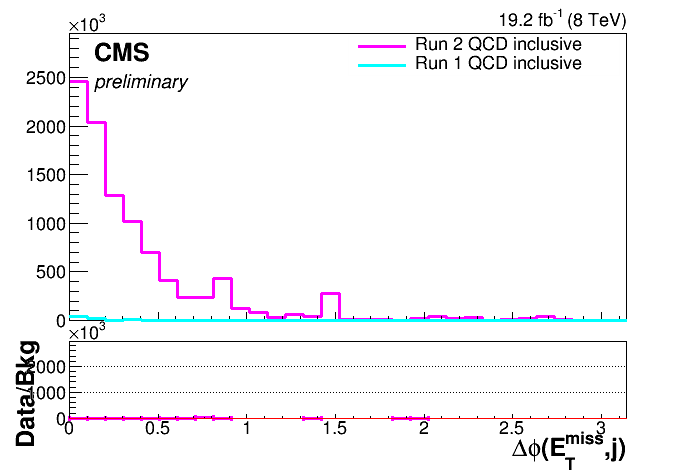 ×10³ 19.2 fb⁻¹ (8 TeV)
CMS
preliminary
Run 2 QCD inclusive
Run 1 QCD inclusive
2500
2000
1500
1000
500
0
×10³
Data/Bkg
2000
1000
0
0 0.5 1 1.5 2 2.5 3
Δϕ(E_T^miss,j)